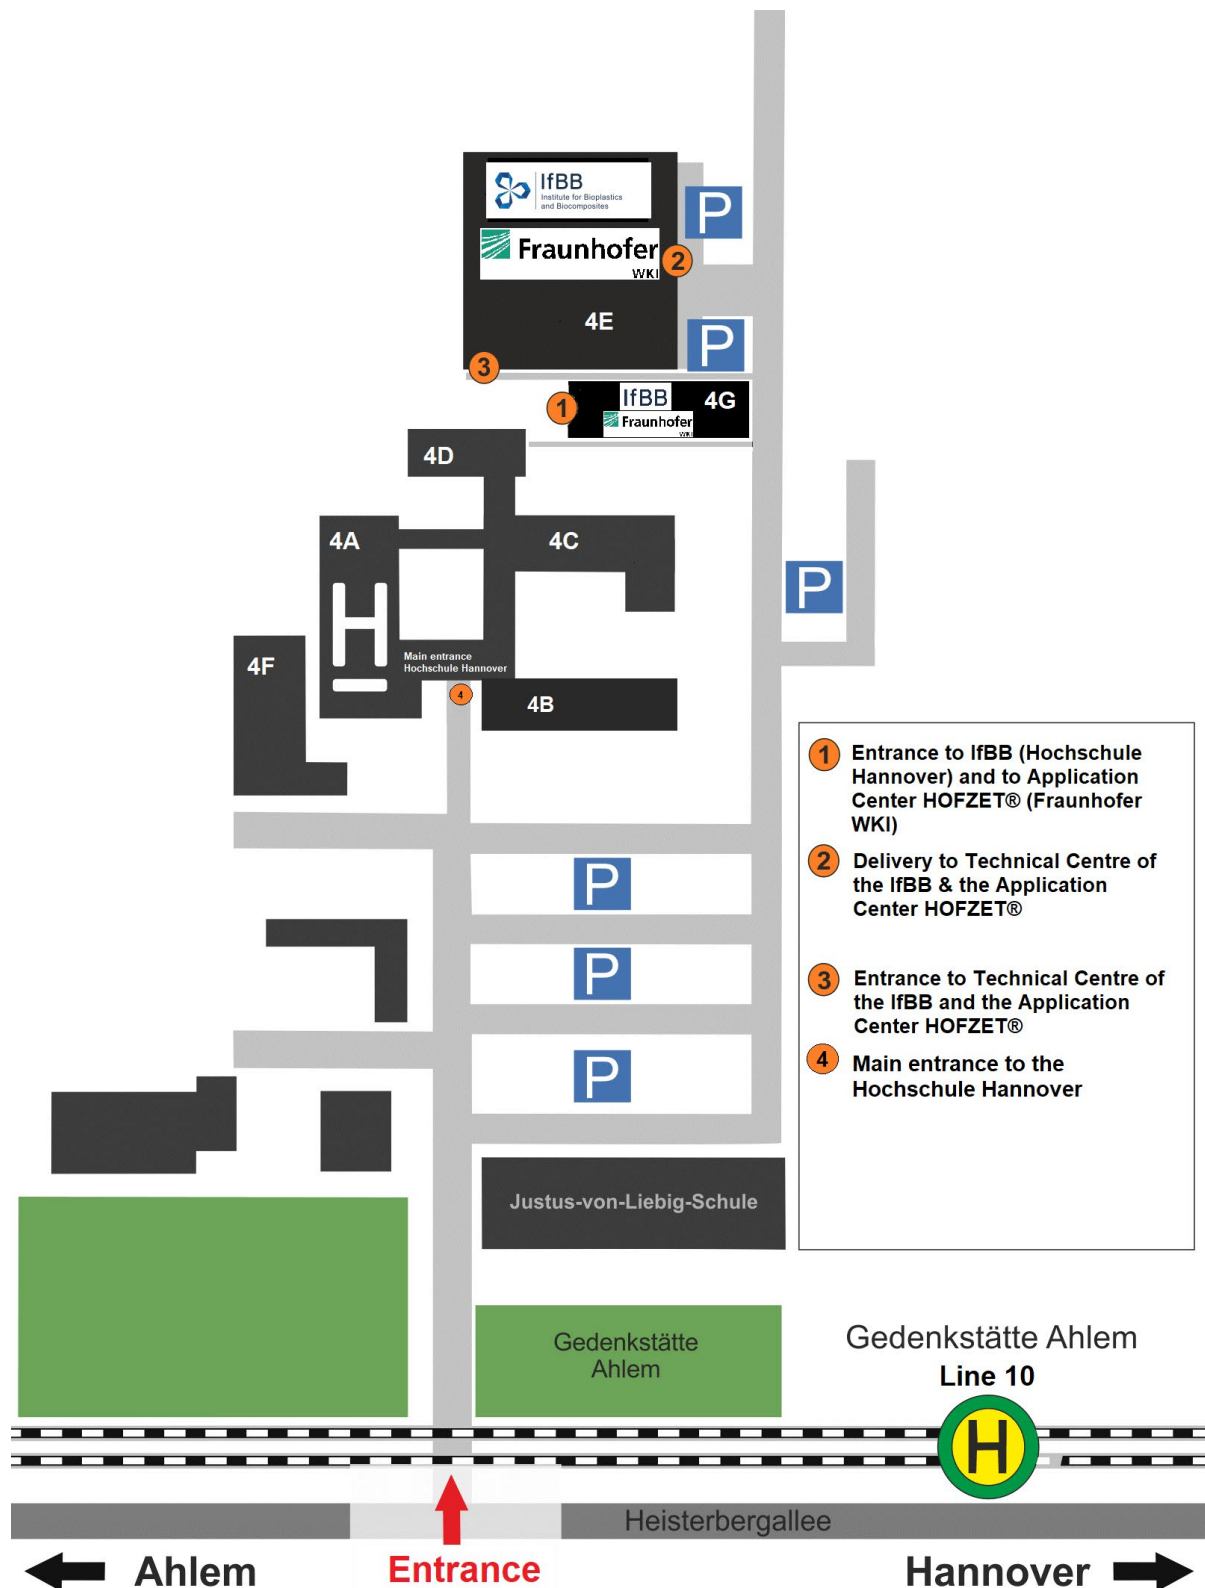 IfBB
Institute for Bioplastics
and Biocomposites
P
Fraunhofer
WKI
2
4E
P
3
1
IfBB
4G
Fraunhofer
WKI
4D
4A
4C
H
P
Main entrance
Hochschule Hannover
4F
4
4B
1 Entrance to IfBB (Hochschule
Hannover) and to Application
Center HOFZET® (Fraunhofer
WKI)
2 Delivery to Technical Centre of
the IfBB & the Application
Center HOFZET®
3 Entrance to Technical Centre of
the IfBB and the Application
Center HOFZET®
4 Main entrance to the
Hochschule Hannover
P
P
P
Justus-von-Liebig-Schule
Gedenkstätte
Ahlem
Gedenkstätte Ahlem
Line 10
H
Heisterbergallee
Ahlem
Entrance
Hannover